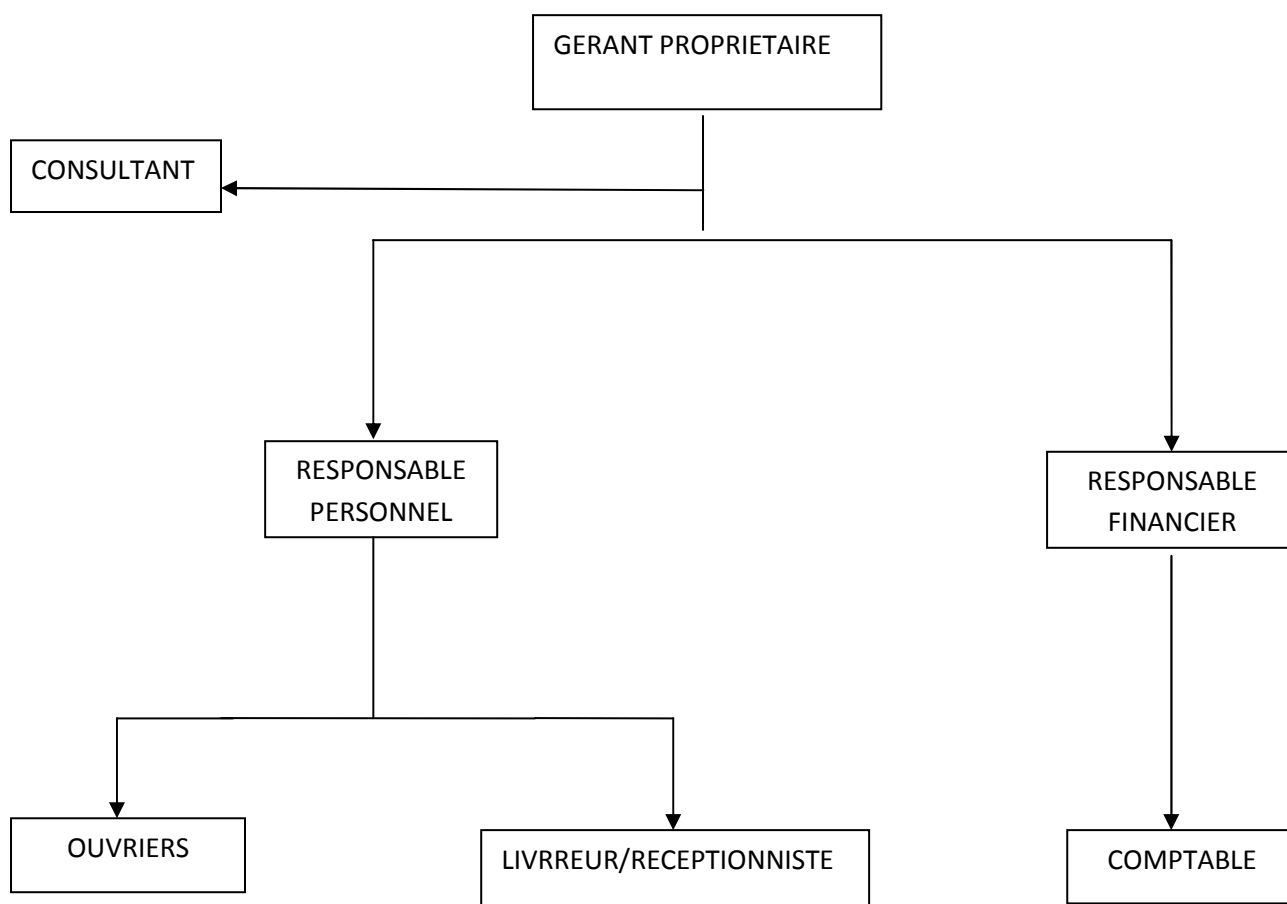 GERANT PROPRIETAIRE
CONSULTANT
RESPONSABLE
PERSONNEL
RESPONSABLE
FINANCIER
OUVRIERS
LIVRREUR/RECEPTIONNISTE
COMPTABLE